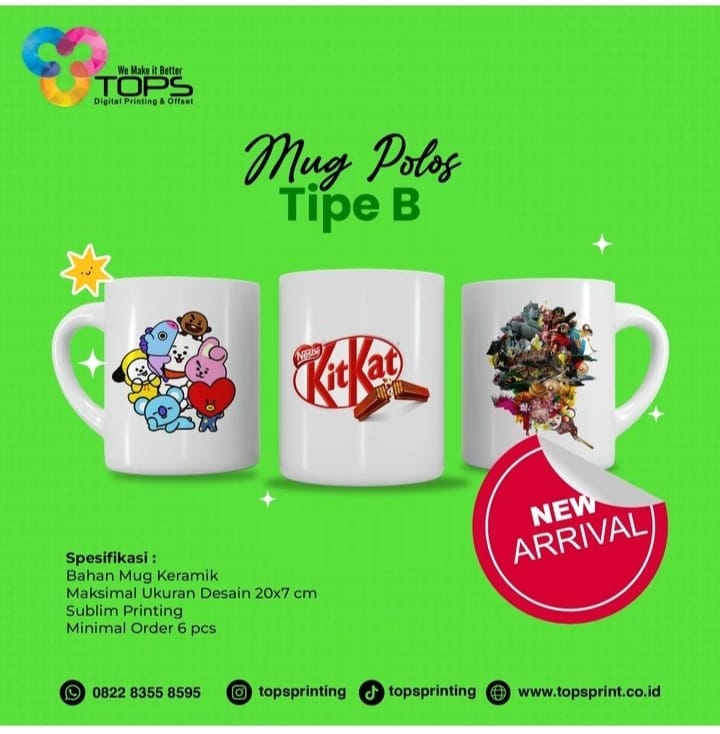 We Make it Better
TOPS
Digital Printing & Offset
Mug Polos
Tipe B
Nestlé
KitKat
NEW
ARRIVAL
Spesifikasi :
Bahan Mug Keramik
Maksimal Ukuran Desain 20x7 cm
Sublim Printing
Minimal Order 6 pcs
0822 8355 8595
topsprinting
topsprinting
www.topsprint.co.id